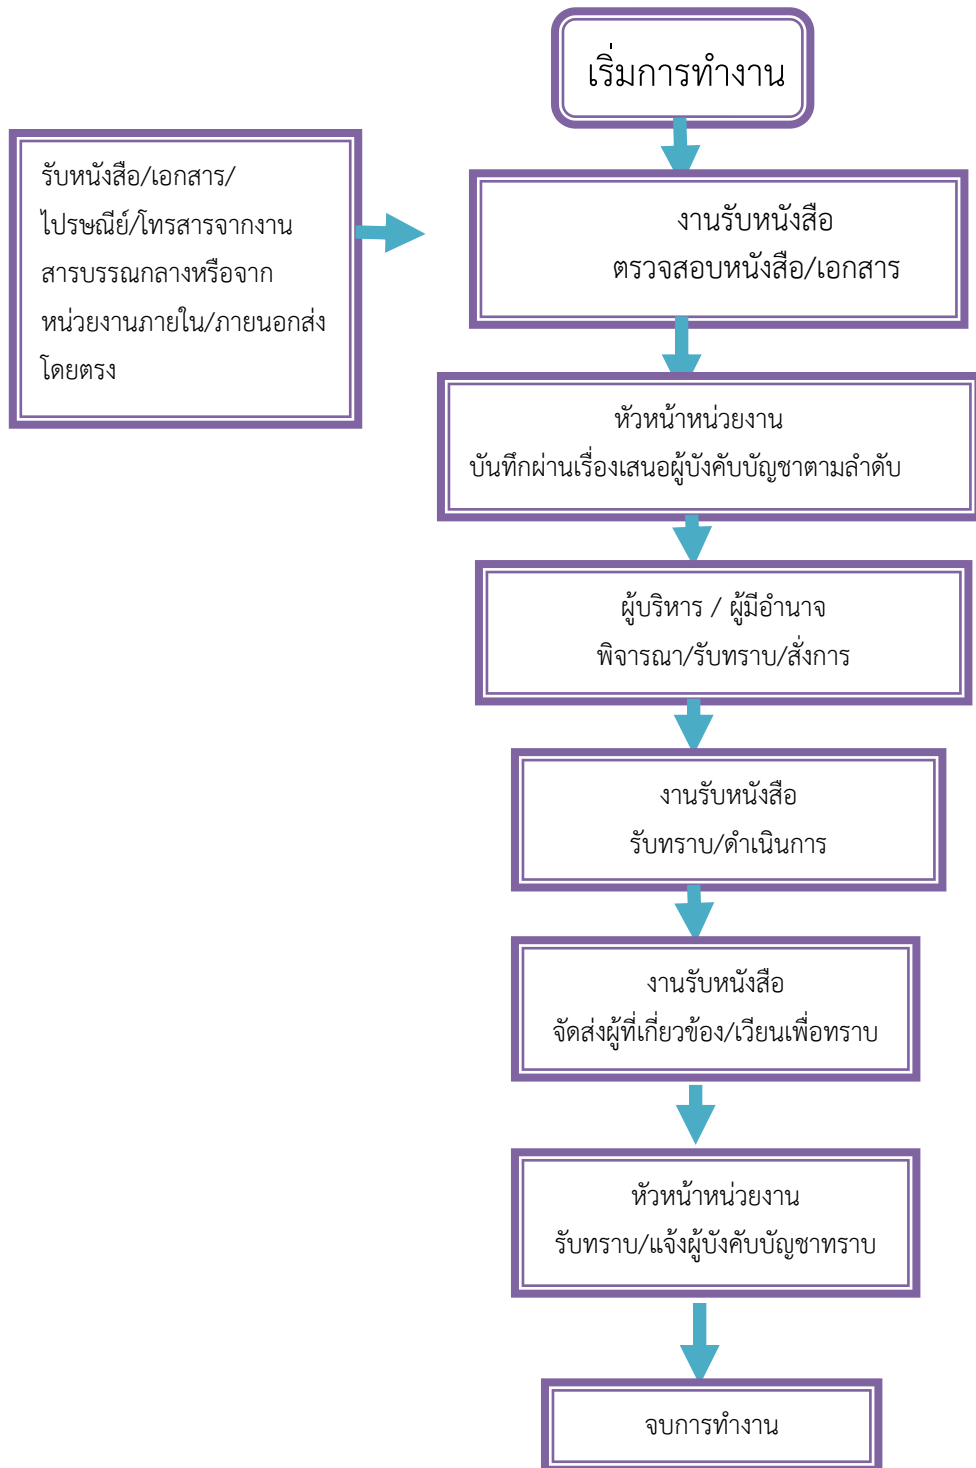 เริ่มการทำงาน
รับหนังสือ/เอกสาร/
ไปรษณีย์/โทรสารจากงาน
สารบรรณกลางหรือจาก
หน่วยงานภายใน/ภายนอกส่ง
โดยตรง
งานรับหนังสือ
ตรวจสอบหนังสือ/เอกสาร
หัวหน้าหน่วยงาน
บันทึกผ่านเรื่องเสนอผู้บังคับบัญชาตามลำดับ
ผู้บริหาร / ผู้มีอำนาจ
พิจารณา/รับทราบ/สั่งการ
งานรับหนังสือ
รับทราบ/ดำเนินการ
งานรับหนังสือ
จัดส่งผู้ที่เกี่ยวข้อง/เวียนเพื่อทราบ
หัวหน้าหน่วยงาน
รับทราบ/แจ้งผู้บังคับบัญชาทราบ
จบการทำงาน